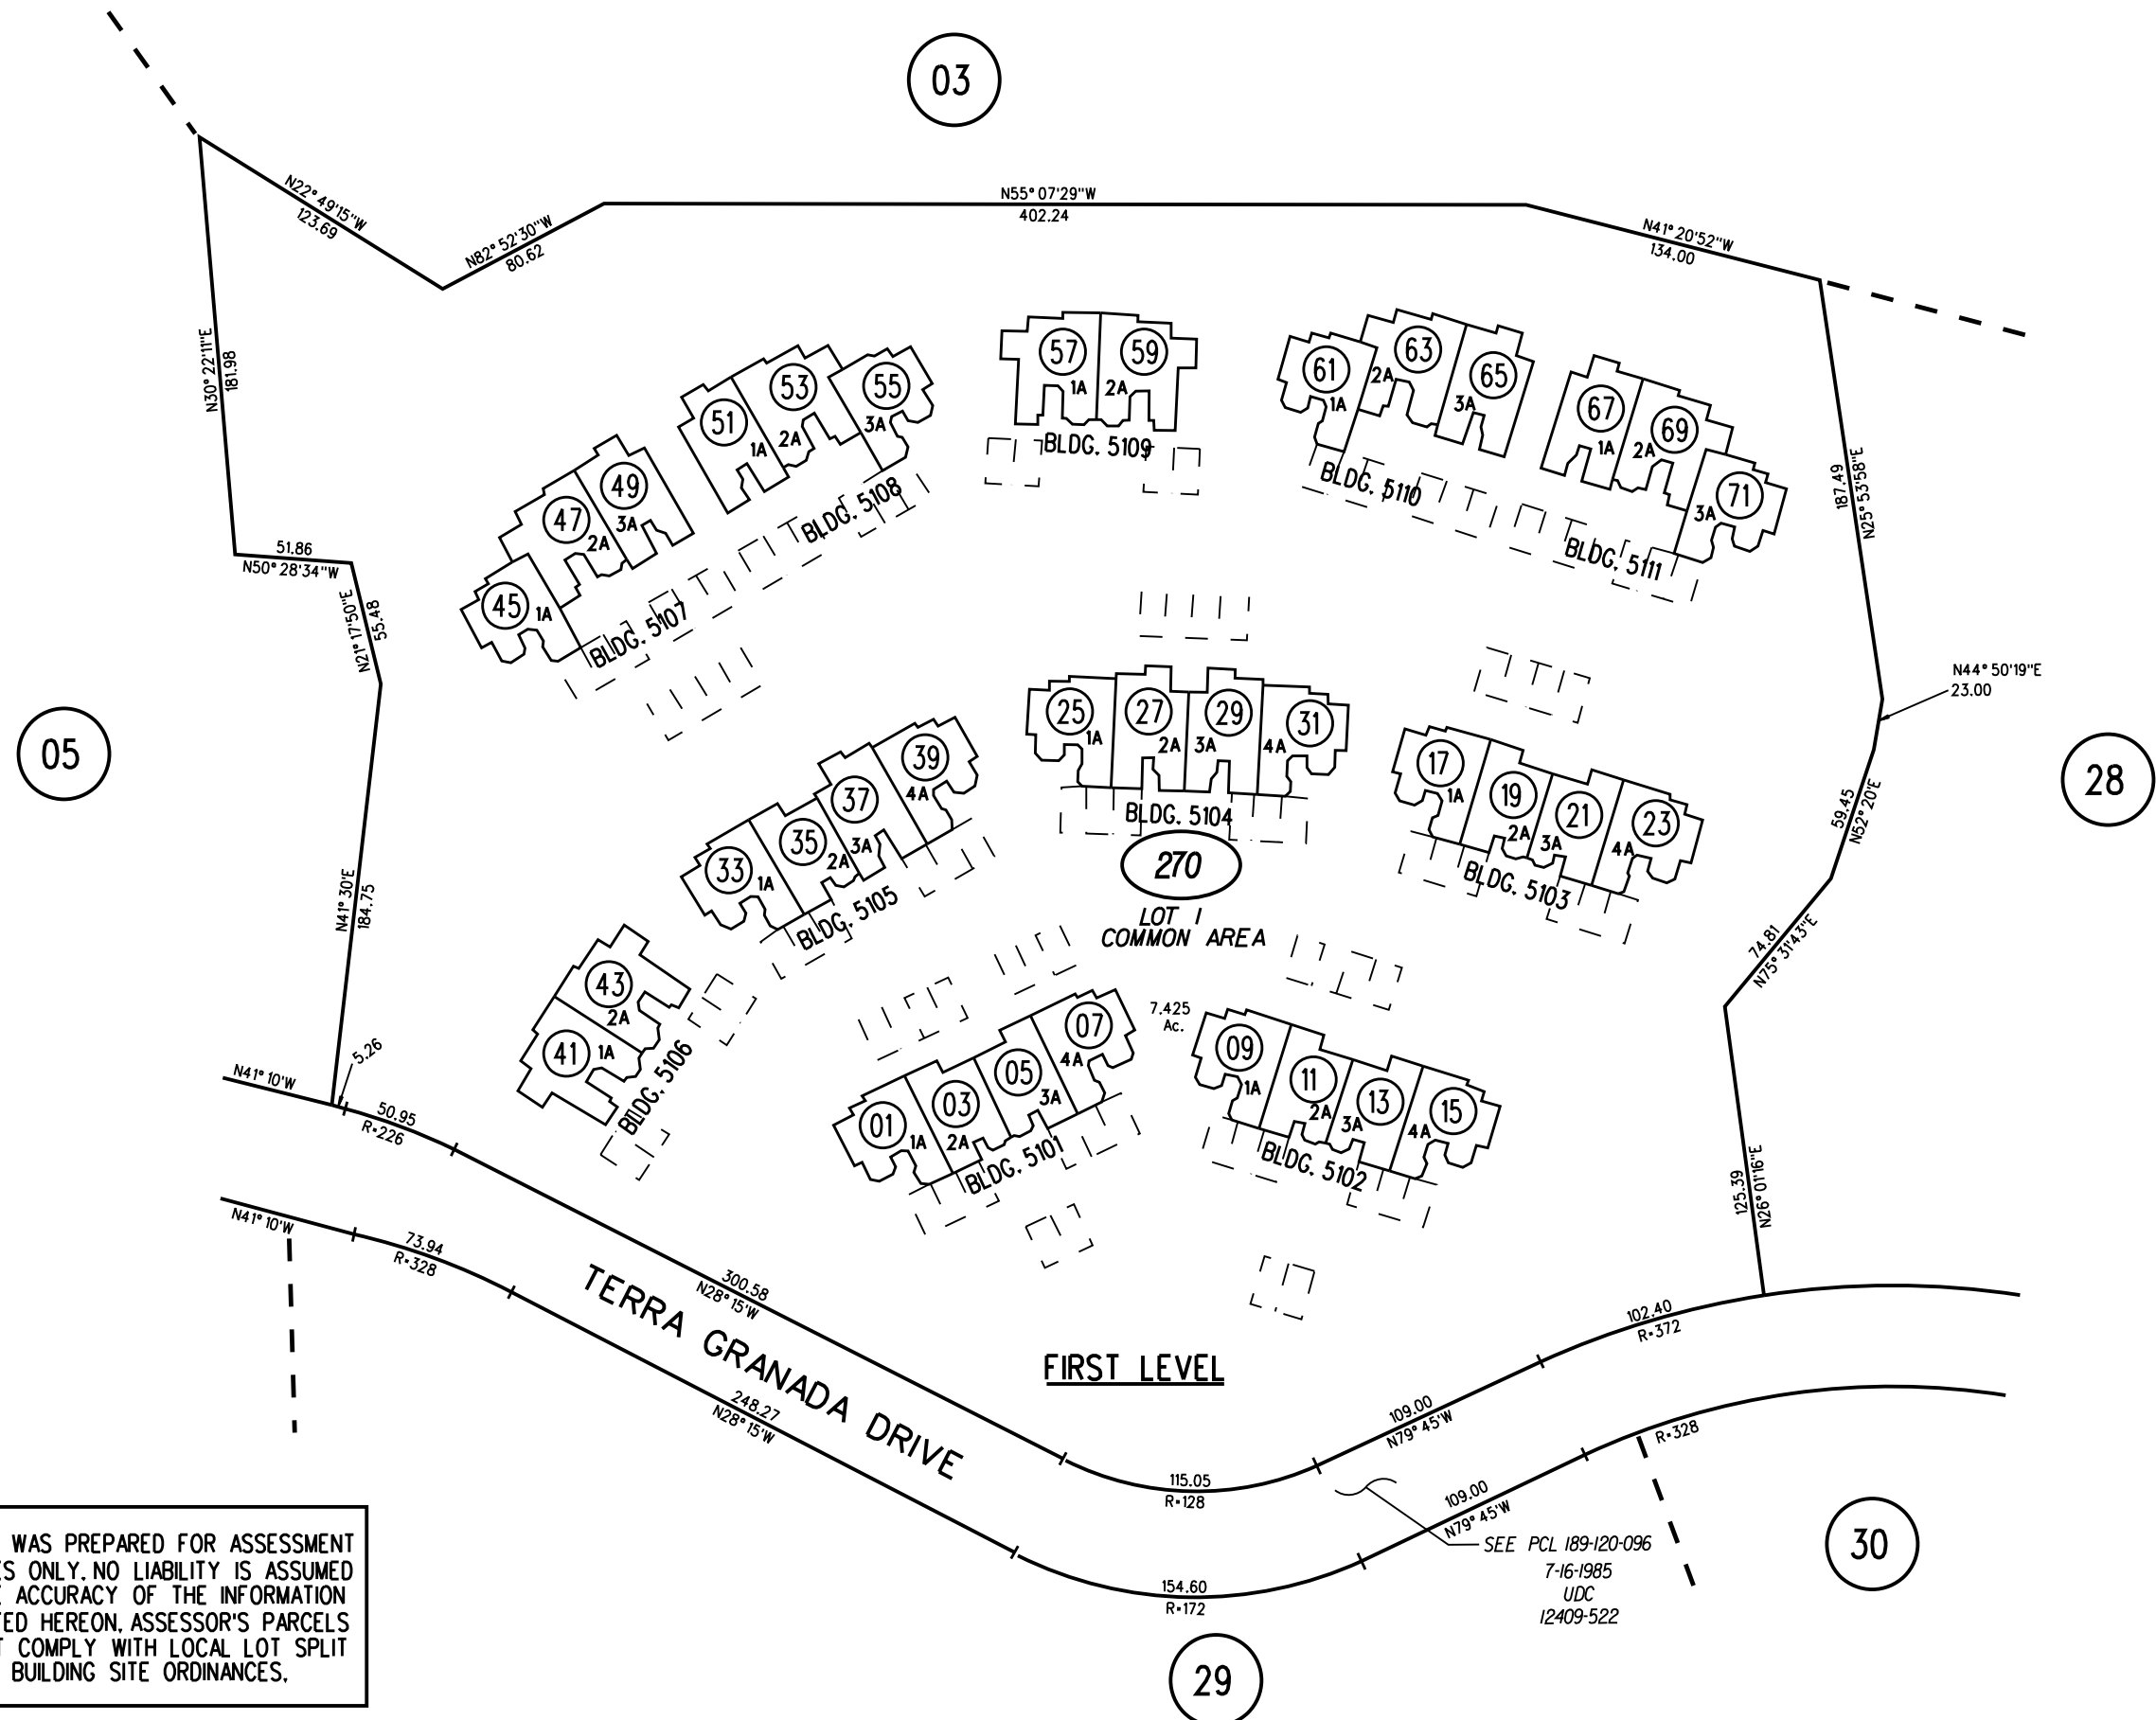 03
N22° 49'15"W
123.69
N82° 52'30"W
80.62
N55° 07'29"W
402.24
N41° 20'52"W
134.00
N30° 22'11"E
181.98
51.86
N50° 28'34"W
N21° 17'50"E
55.48
N41° 30'E
184.75
05
45 1A
47 2A
49 3A
BLDG. 5107
51 1A
53 2A
55 3A
BLDG. 5108
57 1A
59 2A
BLDG. 5109
61 1A
63 2A
65 3A
BLDG. 5110
67 1A
69 2A
71 3A
BLDG. 5111
187.49
N25° 53'58"E
N44° 50'19"E
23.00
28
59.45
N52° 20'E
74.81
N75° 31'43"E
125.39
N26° 01'16"E
33 1A
35 2A
37 3A
39 4A
BLDG. 5105
25 1A
27 2A
29 3A
31 4A
BLDG. 5104
17 1A
19 2A
21 3A
23 4A
BLDG. 5103
270
LOT 1
COMMON AREA
7.425
Ac.
41 1A
43 2A
BLDG. 5106
01 1A
03 2A
05 3A
07 4A
BLDG. 5101
09 1A
11 2A
13 3A
15 4A
BLDG. 5102
5.26
N41° 10'W
50.95
R=226
N41° 10'W
73.94
R=328
300.58
N28° 15'W
TERRA GRANADA DRIVE
248.27
N28° 15'W
FIRST LEVEL
115.05
R=128
154.60
R=172
109.00
N79° 45'W
102.40
R=372
109.00
N79° 45'W
R=328
SEE PCL 189-120-096
7-16-1985
UDC
12409-522
30
29
WAS PREPARED FOR ASSESSMENT
ES ONLY. NO LIABILITY IS ASSUMED
E ACCURACY OF THE INFORMATION
TED HEREON. ASSESSOR'S PARCELS
T COMPLY WITH LOCAL LOT SPLIT
BUILDING SITE ORDINANCES.